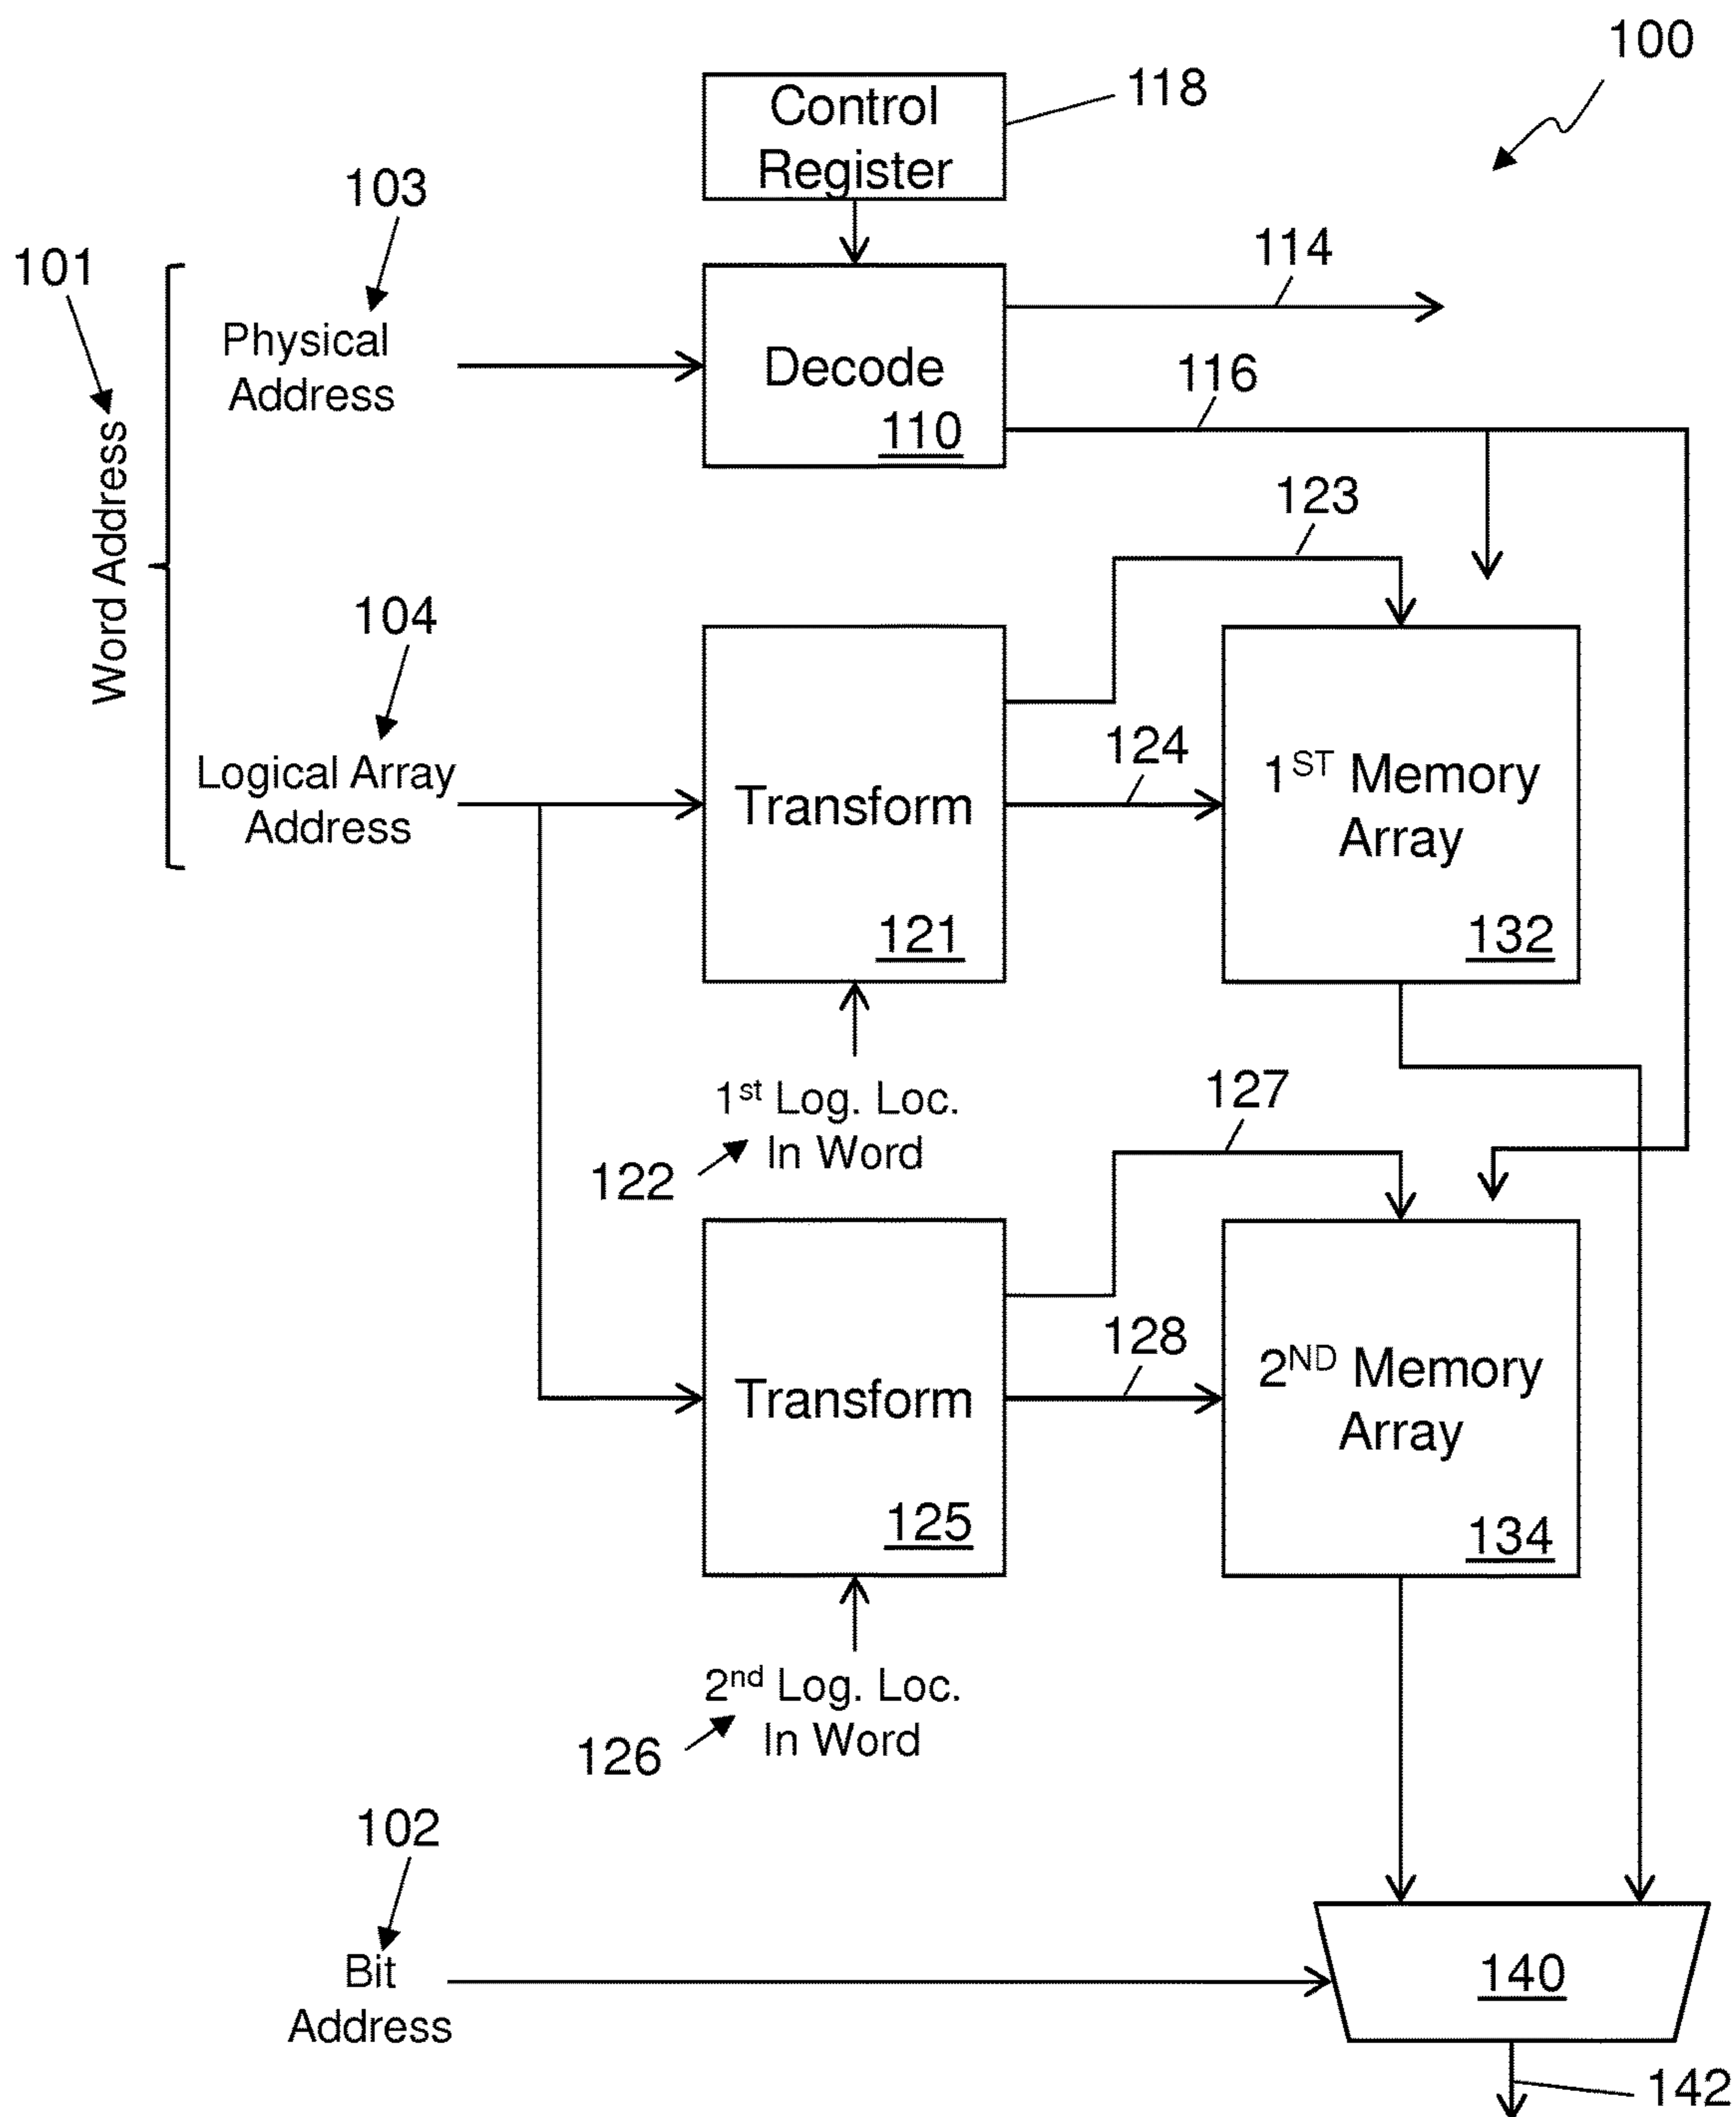 100
Control
Register
118
103
101
114
Physical
Address
Decode
110
116
123
Word Address
104
Logical Array
Address
Transform
121
124
1ST Memory
Array
132
1st Log. Loc.
In Word
122
127
Transform
125
128
2ND Memory
Array
134
2nd Log. Loc.
In Word
126
102
Bit
Address
140
142